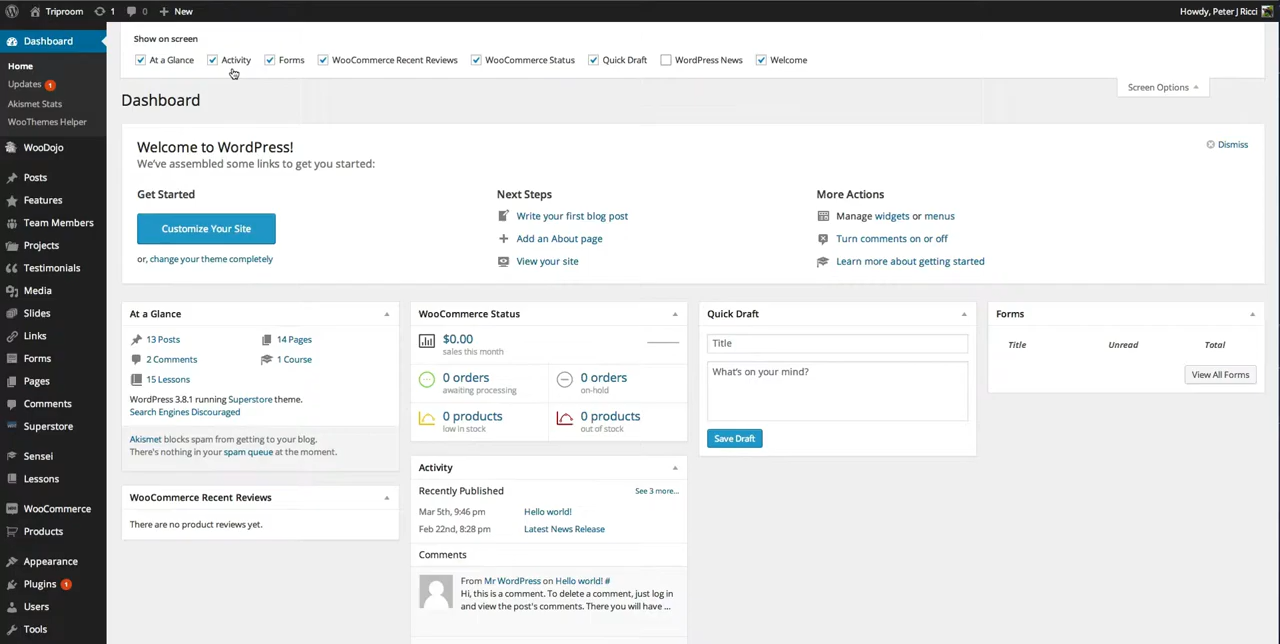 Triproom 1 0 New Howdy, Peter J Ricci
Dashboard
Home
Updates 1
Akismet Stats
WooThemes Helper
WooDojo
Posts
Features
Team Members
Projects
Testimonials
Media
Slides
Links
Forms
Pages
Comments
Superstore
Sensei
Lessons
WooCommerce
Products
Appearance
Plugins 1
Users
Tools
Show on screen
At a Glance Activity Forms WooCommerce Recent Reviews WooCommerce Status Quick Draft WordPress News Welcome
Screen Options
Dashboard
Welcome to WordPress!
We've assembled some links to get you started:
Dismiss
Get Started
Customize Your Site
or, change your theme completely
Next Steps
Write your first blog post
Add an About page
View your site
More Actions
Manage widgets or menus
Turn comments on or off
Learn more about getting started
At a Glance
13 Posts 14 Pages
2 Comments 1 Course
15 Lessons
WordPress 3.8.1 running Superstore theme.
Search Engines Discouraged
Akismet blocks spam from getting to your blog.
There's nothing in your spam queue at the moment.
WooCommerce Recent Reviews
There are no product reviews yet.
WooCommerce Status
$0.00
sales this month
0 orders 0 orders
awaiting processing on-hold
0 products 0 products
low in stock out of stock
Activity
Recently Published See 3 more...
Mar 5th, 9:46 pm Hello world!
Feb 22nd, 8:28 pm Latest News Release
Comments
From Mr WordPress on Hello world! #
Hi, this is a comment. To delete a comment, just log in
and view the post's comments. There you will have ...
Quick Draft
Title
What's on your mind?
Save Draft
Forms
Title Unread Total
View All Forms